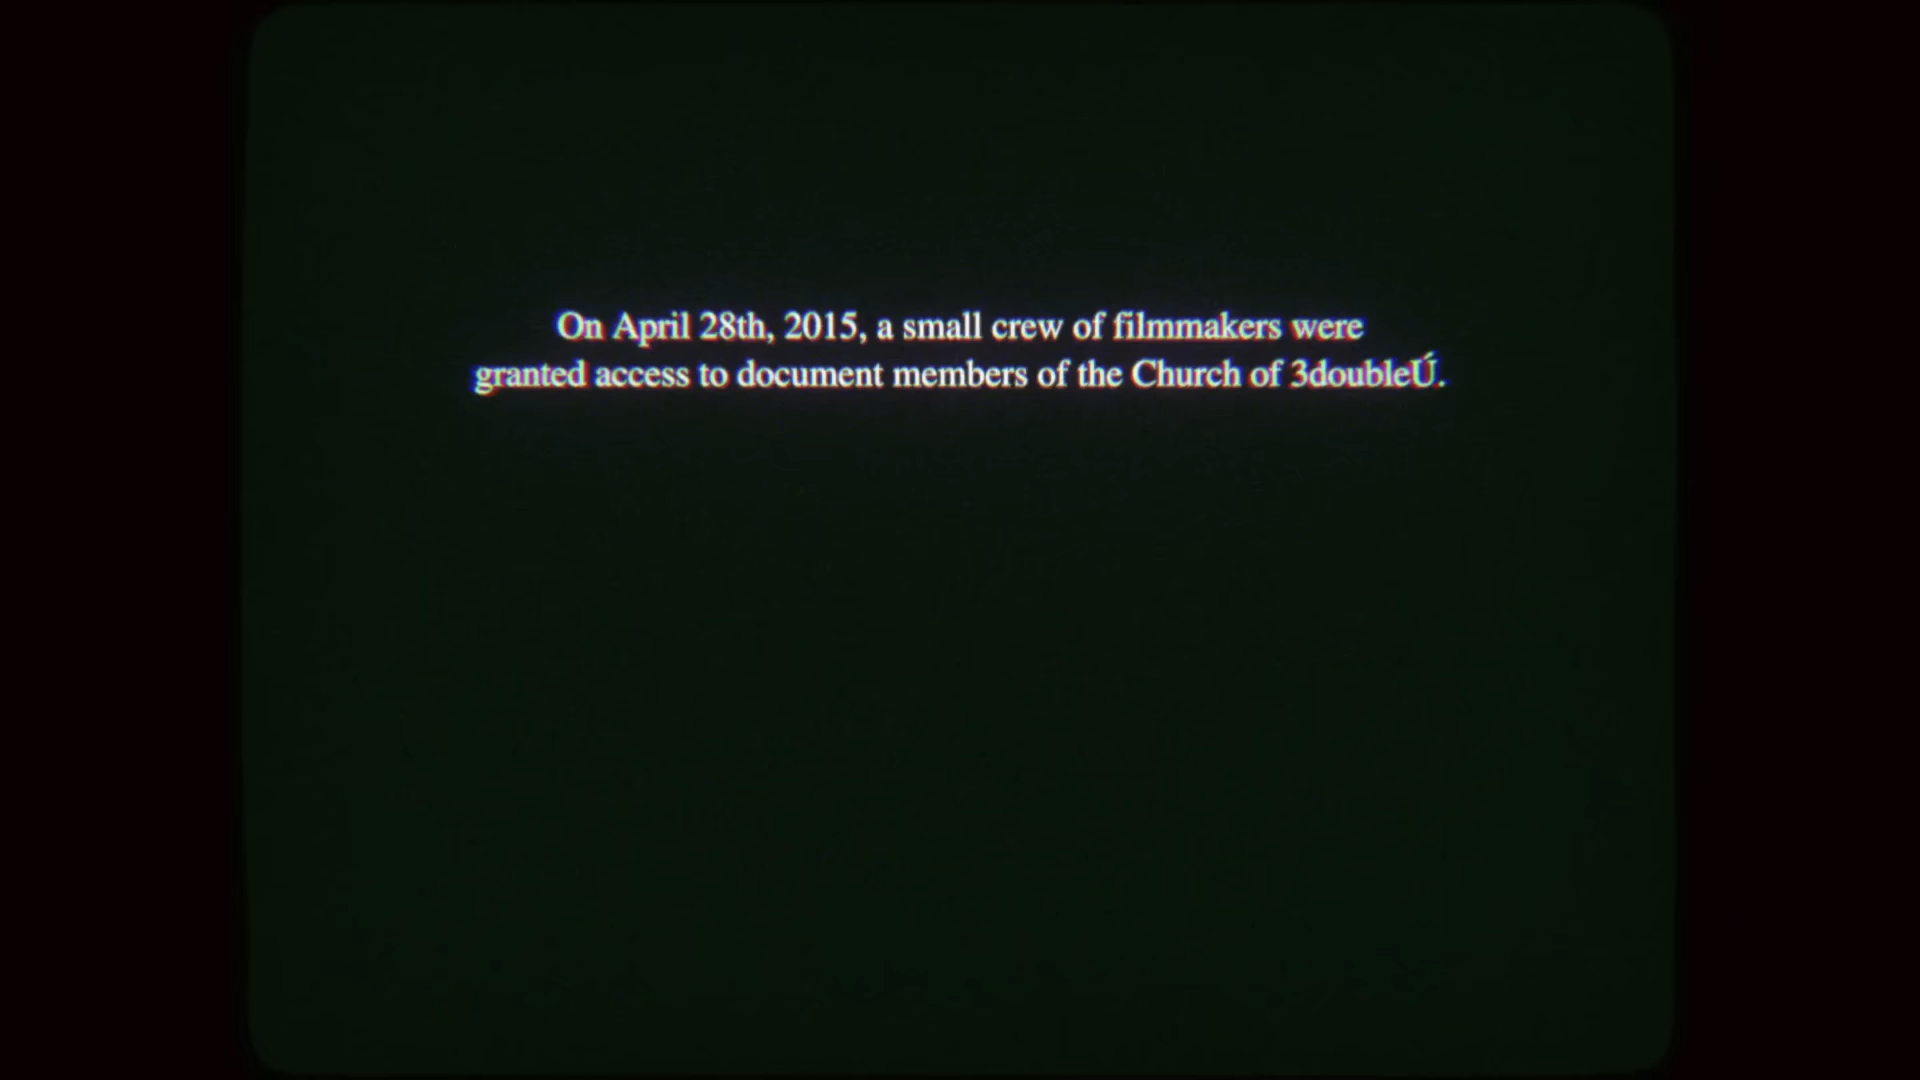 On April 28th, 2015, a small crew of filmmakers were
granted access to document members of the Church of 3doubleÚ.